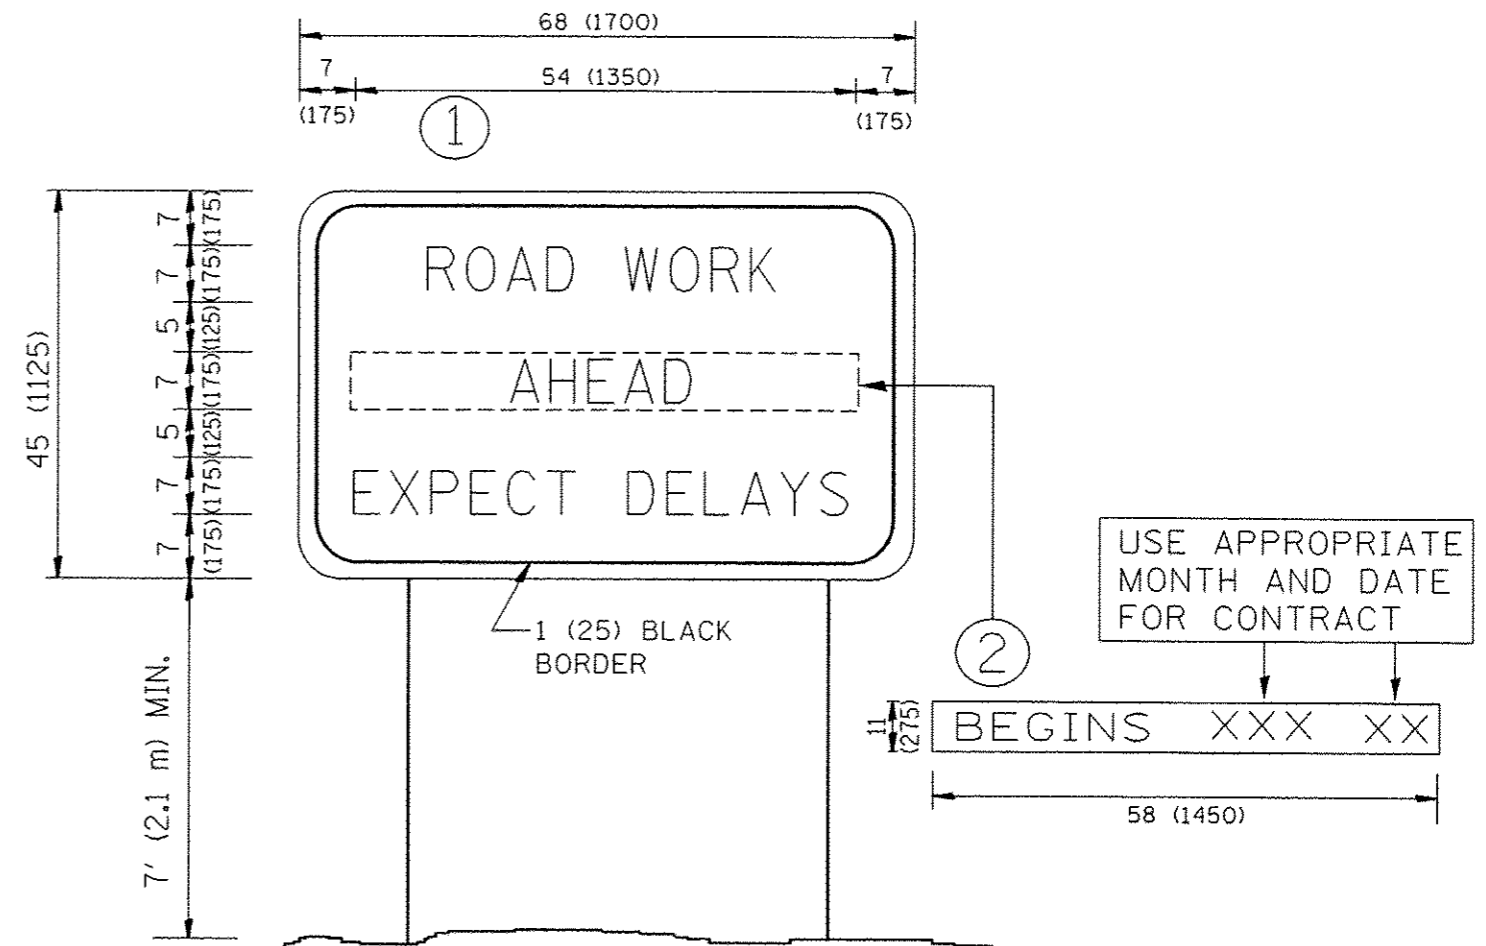 68 (1700)
7
54 (1350)
7
(175)
(175)
1
45 (1125)
7
(175)
7
(175)
5
(125)
7
(175)
5
(125)
7
(175)
7
(175)
ROAD WORK
AHEAD
EXPECT DELAYS
1 (25) BLACK
BORDER
7' (2.1 m) MIN.
2
USE APPROPRIATE
MONTH AND DATE
FOR CONTRACT
11
(275)
BEGINS XXX XX
58 (1450)